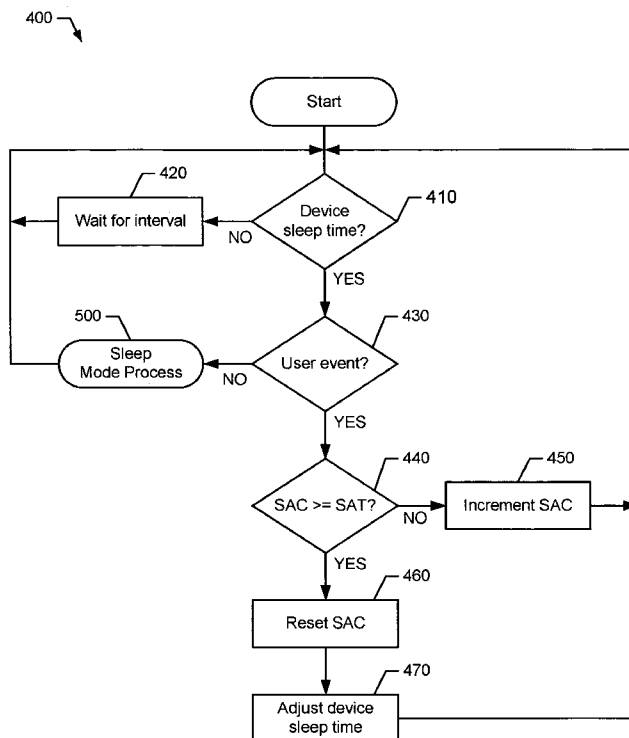 400
Start
420
Wait for interval
NO
Device
sleep time?
410
YES
500
Sleep
Mode Process
NO
User event?
430
YES
440
SAC >= SAT?
NO
450
Increment SAC
YES
460
Reset SAC
470
Adjust device
sleep time